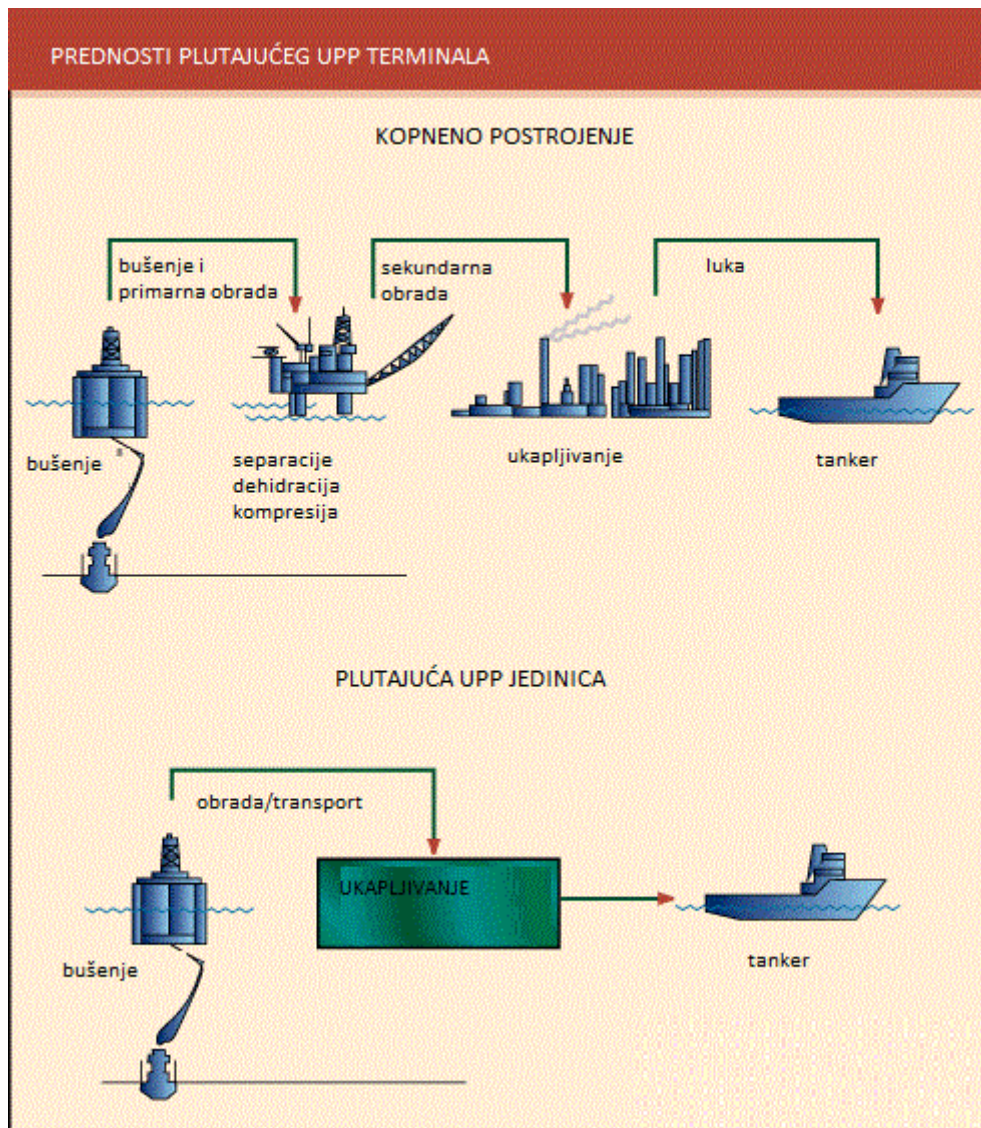 PREDNOSTI PLUTAJUĆEG UPP TERMINALA
KOPNENO POSTROJENJE
bušenje i
primarna obrada
sekundarna
obrada
luka
bušenje
separacije
dehidracija
kompresija
ukapljivanje
tanker
PLUTAJUĆA UPP JEDINICA
obrada/transport
UKAPLJIVANJE
bušenje
tanker